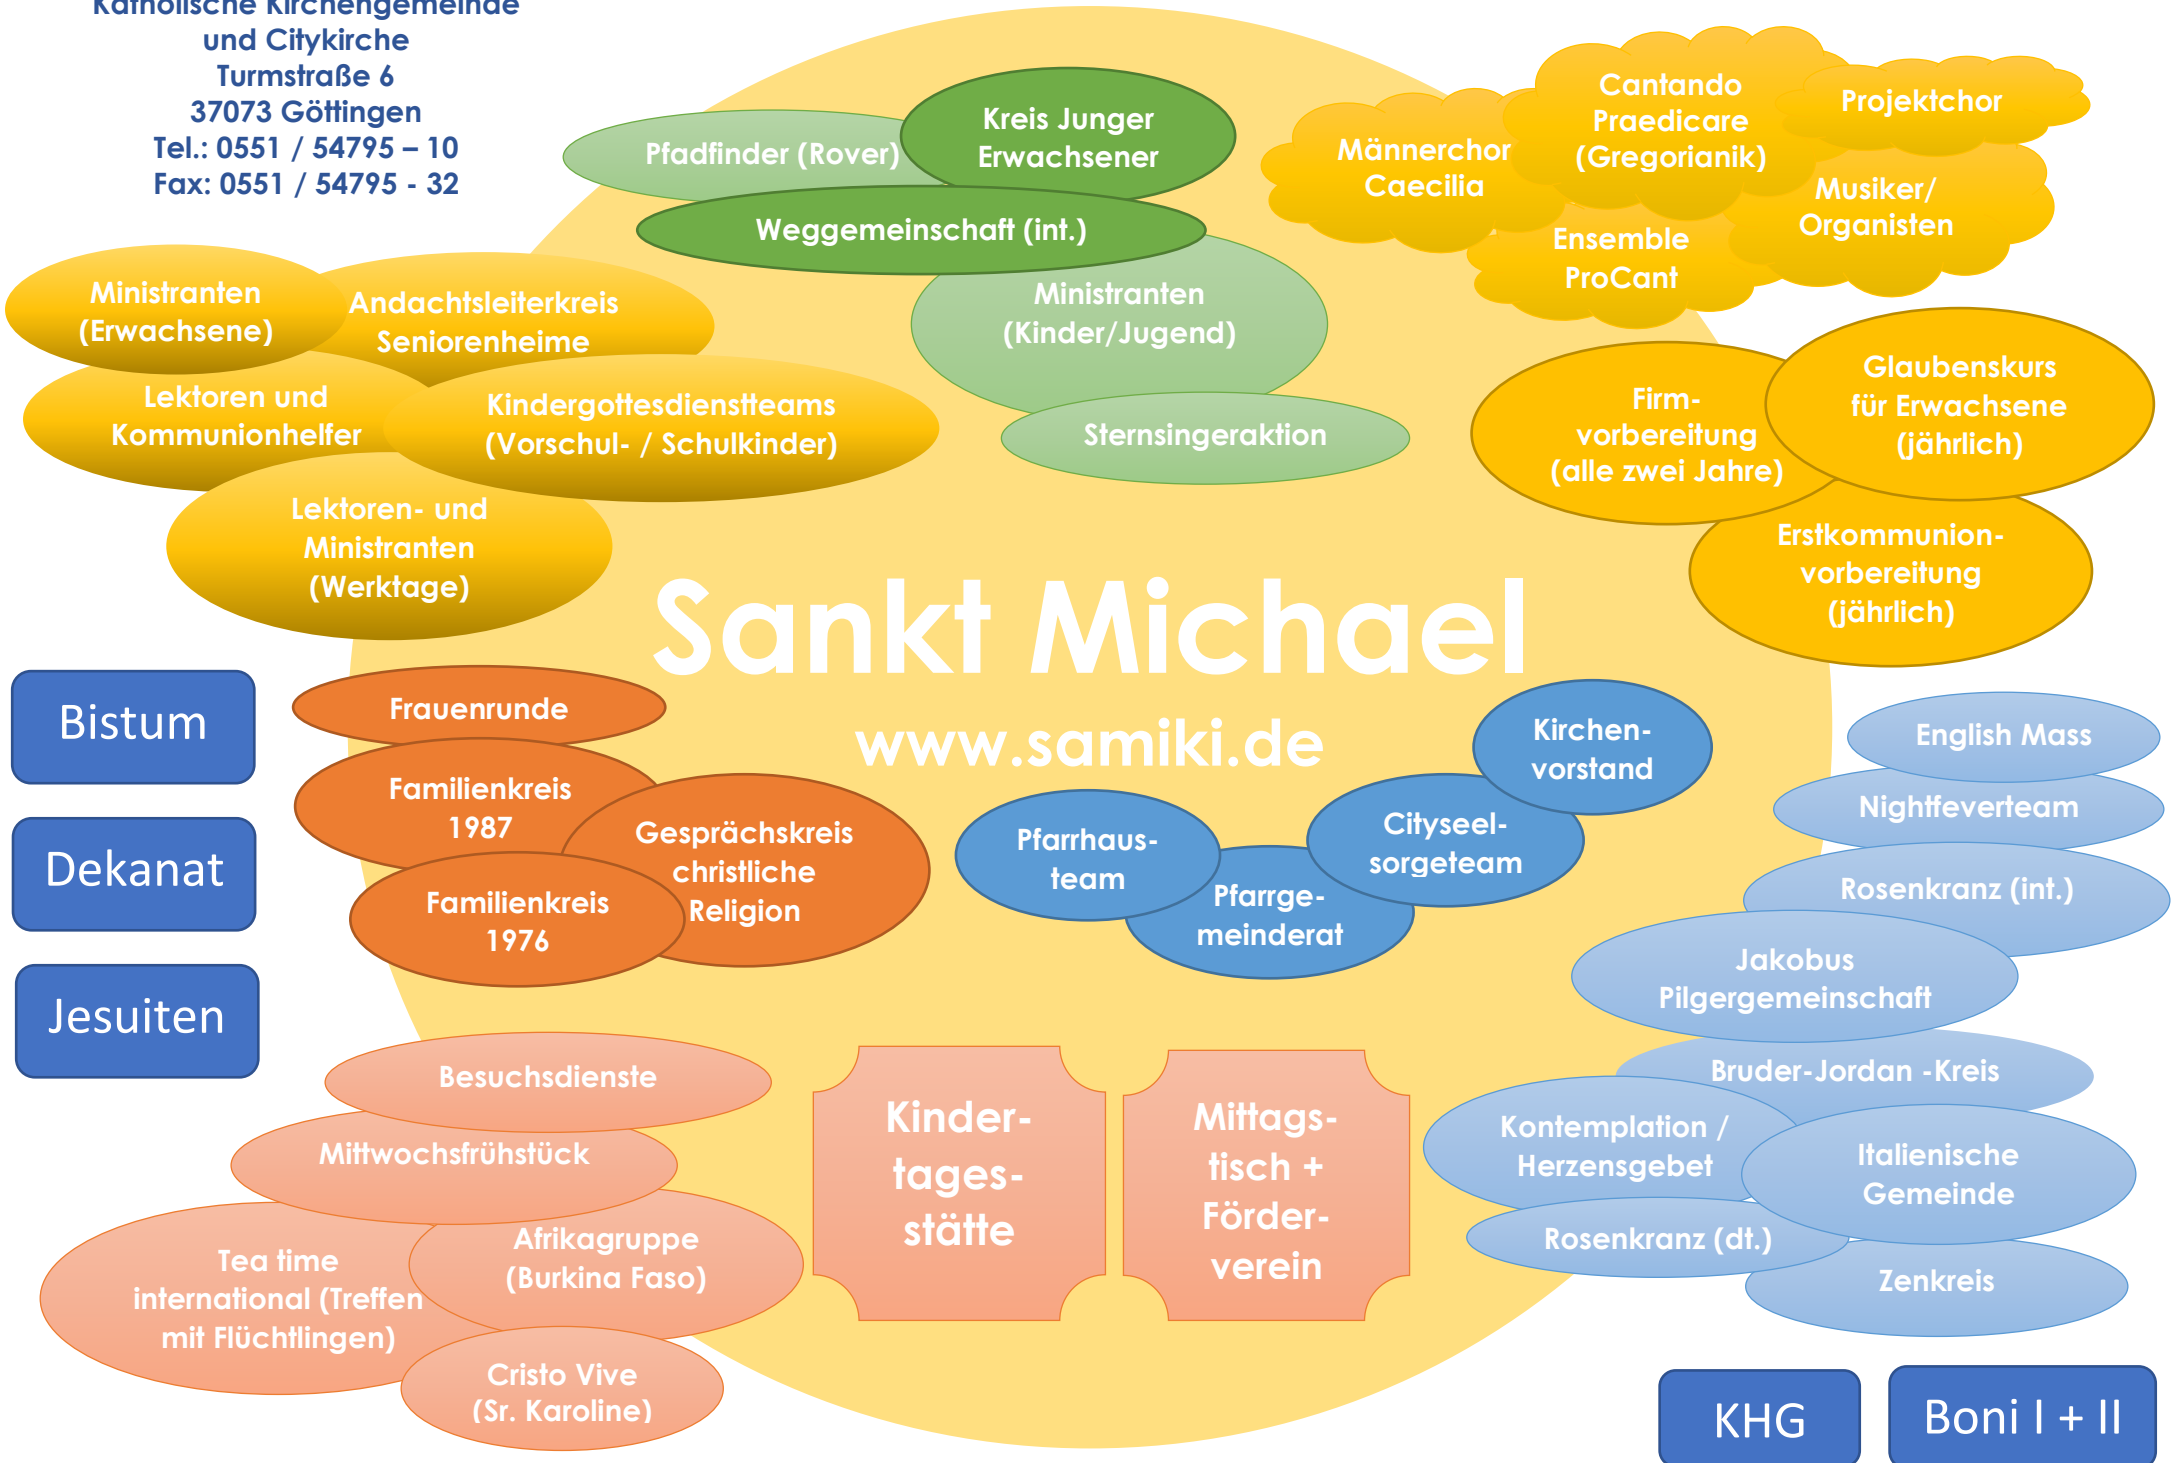 Katholische Kirchengemeinde
und Citykirche
Turmstraße 6
37073 Göttingen
Tel.: 0551 / 54795 – 10
Fax: 0551 / 54795 - 32
Pfadfinder (Rover)
Kreis Junger
Erwachsener
Weggemeinschaft (int.)
Ministranten
(Kinder/Jugend)
Sternsingeraktion
Männerchor
Caecilia
Cantando
Praedicare
(Gregorianik)
Projektchor
Musiker/
Organisten
Ensemble
ProCant
Ministranten
(Erwachsene)
Andachtsleiterkreis
Seniorenheime
Lektoren und
Kommunionhelfer
Kindergottesdienstteams
(Vorschul- / Schulkinder)
Lektoren- und
Ministranten
(Werktage)
Firm-
vorbereitung
(alle zwei Jahre)
Glaubenskurs
für Erwachsene
(jährlich)
Erstkommunion-
vorbereitung
(jährlich)
Sankt Michael
www.samiki.de
Bistum
Dekanat
Jesuiten
Frauenrunde
Familienkreis
1987
Gesprächskreis
christliche
Religion
Familienkreis
1976
Pfarrhaus-
team
Pfarrge-
meinderat
Cityseel-
sorgeteam
Kirchen-
vorstand
English Mass
Nightfeverteam
Rosenkranz (int.)
Jakobus
Pilgergemeinschaft
Bruder-Jordan -Kreis
Kontemplation /
Herzensgebet
Italienische
Gemeinde
Rosenkranz (dt.)
Zenkreis
Besuchsdienste
Mittwochsfrühstück
Tea time
international (Treffen
mit Flüchtlingen)
Afrikagruppe
(Burkina Faso)
Cristo Vive
(Sr. Karoline)
Kinder-
tages-
stätte
Mittags-
tisch +
Förder-
verein
KHG
Boni I + II